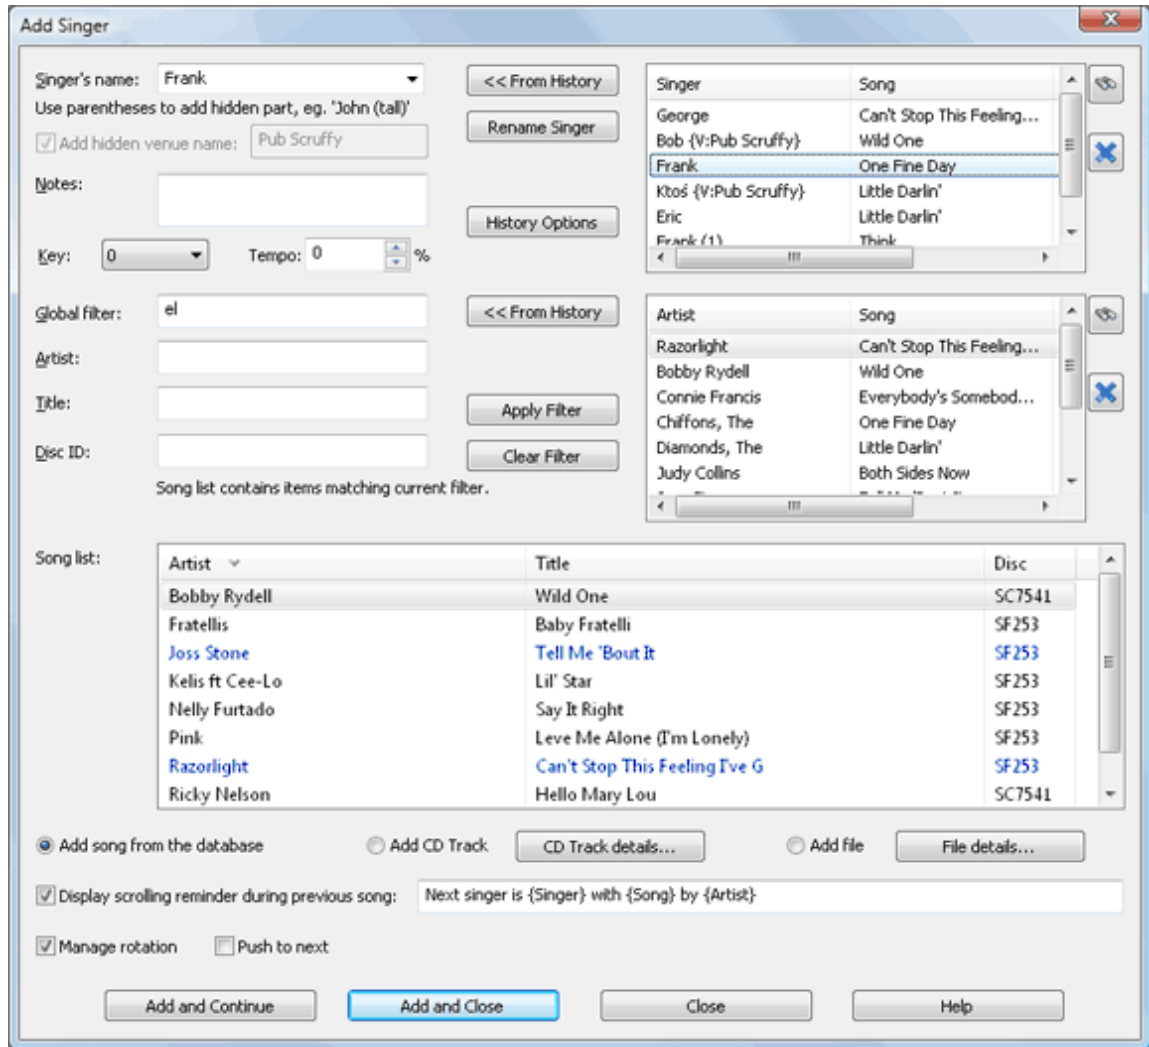 Add Singer
Singer's name: Frank
<< From History
Use parentheses to add hidden part, eg. 'John (tall)'
Add hidden venue name: Pub Scruffy
Rename Singer
Notes:
History Options
Key: 0 Tempo: 0 %
Singer Song
George Can't Stop This Feeling...
Bob {V:Pub Scruffy} Wild One
Frank One Fine Day
Ktoś {V:Pub Scruffy} Little Darlin'
Eric Little Darlin'
Frank (1) Think
Global filter: el
<< From History
Artist:
Title:
Apply Filter
Disc ID:
Clear Filter
Song list contains items matching current filter.
Artist Song
Razorlight Can't Stop This Feeling...
Bobby Rydell Wild One
Connie Francis Everybody's Somebod...
Chiffons, The One Fine Day
Diamonds, The Little Darlin'
Judy Collins Both Sides Now
Song list:
Artist Title Disc
Bobby Rydell Wild One SC7541
Fratellis Baby Fratelli SF253
Joss Stone Tell Me 'Bout It SF253
Kelis ft Cee-Lo Lil' Star SF253
Nelly Furtado Say It Right SF253
Pink Leve Me Alone (I'm Lonely) SF253
Razorlight Can't Stop This Feeling I've G SF253
Ricky Nelson Hello Mary Lou SC7541
Add song from the database Add CD Track CD Track details... Add file File details...
Display scrolling reminder during previous song: Next singer is {Singer} with {Song} by {Artist}
Manage rotation Push to next
Add and Continue Add and Close Close Help